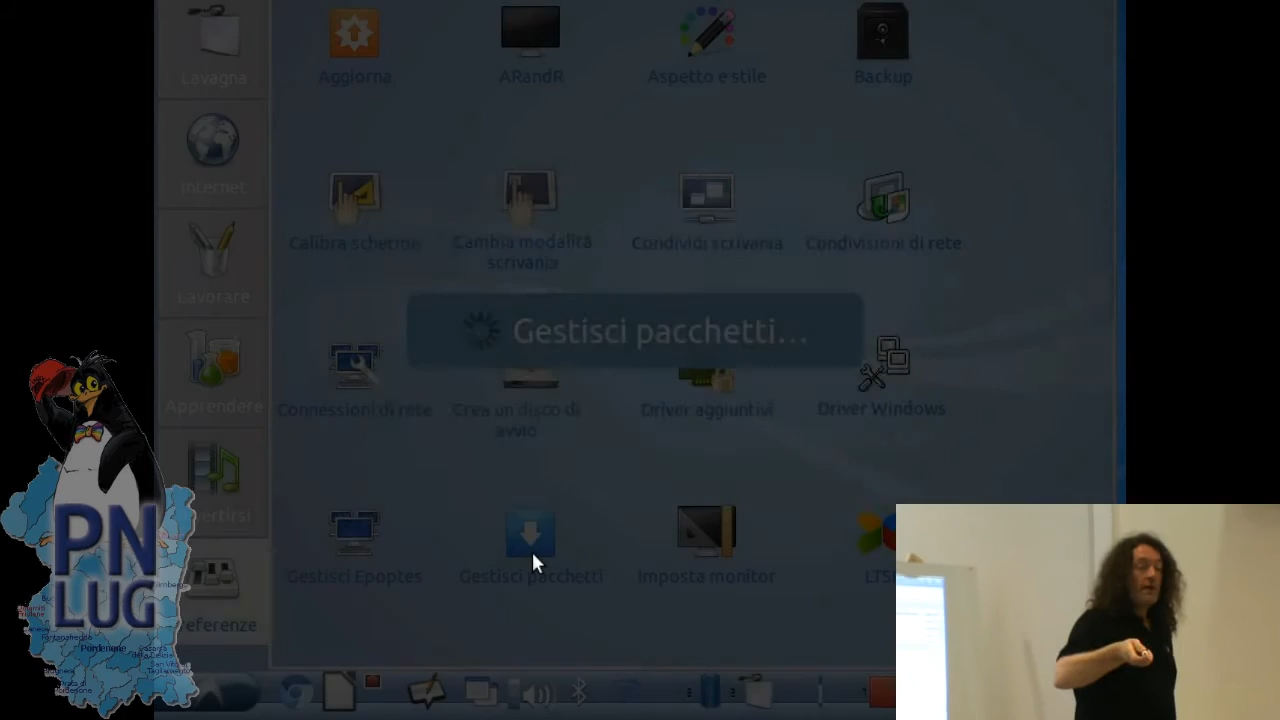 Lavagna
Aggiorna
ARandR
Aspetto e stile
Backup
Internet
Calibra schermo
Cambia modalità
scrivania
Condividi scrivania
Condivisioni di rete
Lavorare
Gestisci pacchetti...
Apprendere
Connessioni di rete
Crea un disco di
avvio
Driver aggiuntivi
Driver Windows
Gestisci Epoptes
Gestisci pacchetti
Imposta monitor
PN
LUG
Pordenone